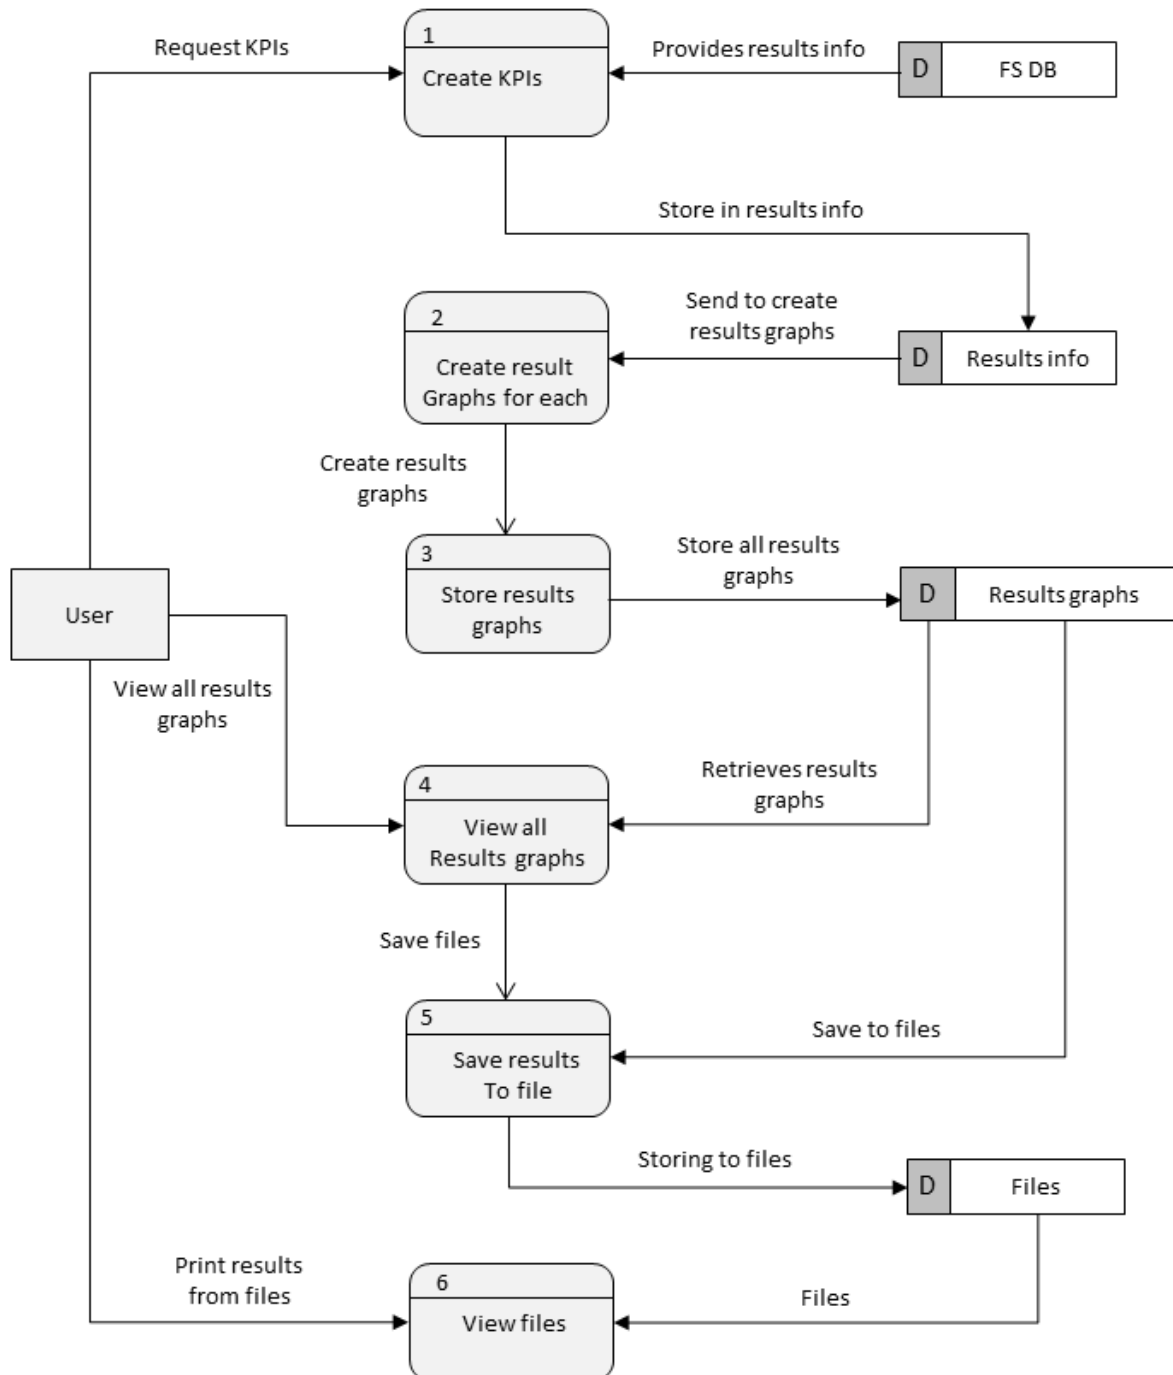 Request KPIs
1
Create KPIs
Provides results info
D
FS DB
Store in results info
2
Create result
Graphs for each
Send to create
results graphs
D
Results info
Create results
graphs
3
Store results
graphs
Store all results
graphs
D
Results graphs
User
View all results
graphs
4
View all
Results graphs
Retrieves results
graphs
Save files
5
Save results
To file
Save to files
Storing to files
D
Files
Print results
from files
6
View files
Files